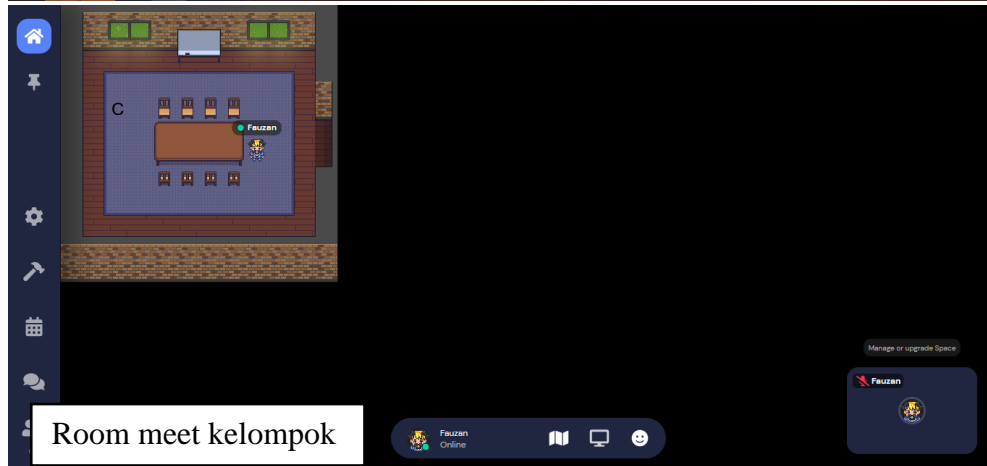 C
Fauzan
Manage or upgrade Space
Fauzan
Room meet kelompok
Fauzan
Online